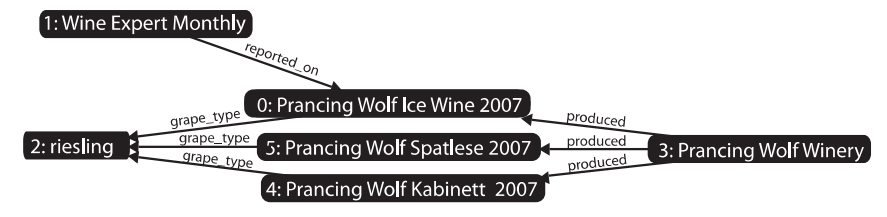 1: Wine Expert Monthly
reported_on
0: Prancing Wolf Ice Wine 2007
grape_type
produced
2: riesling
grape_type
5: Prancing Wolf Spatlese 2007
produced
3: Prancing Wolf Winery
grape_type
produced
4: Prancing Wolf Kabinett 2007